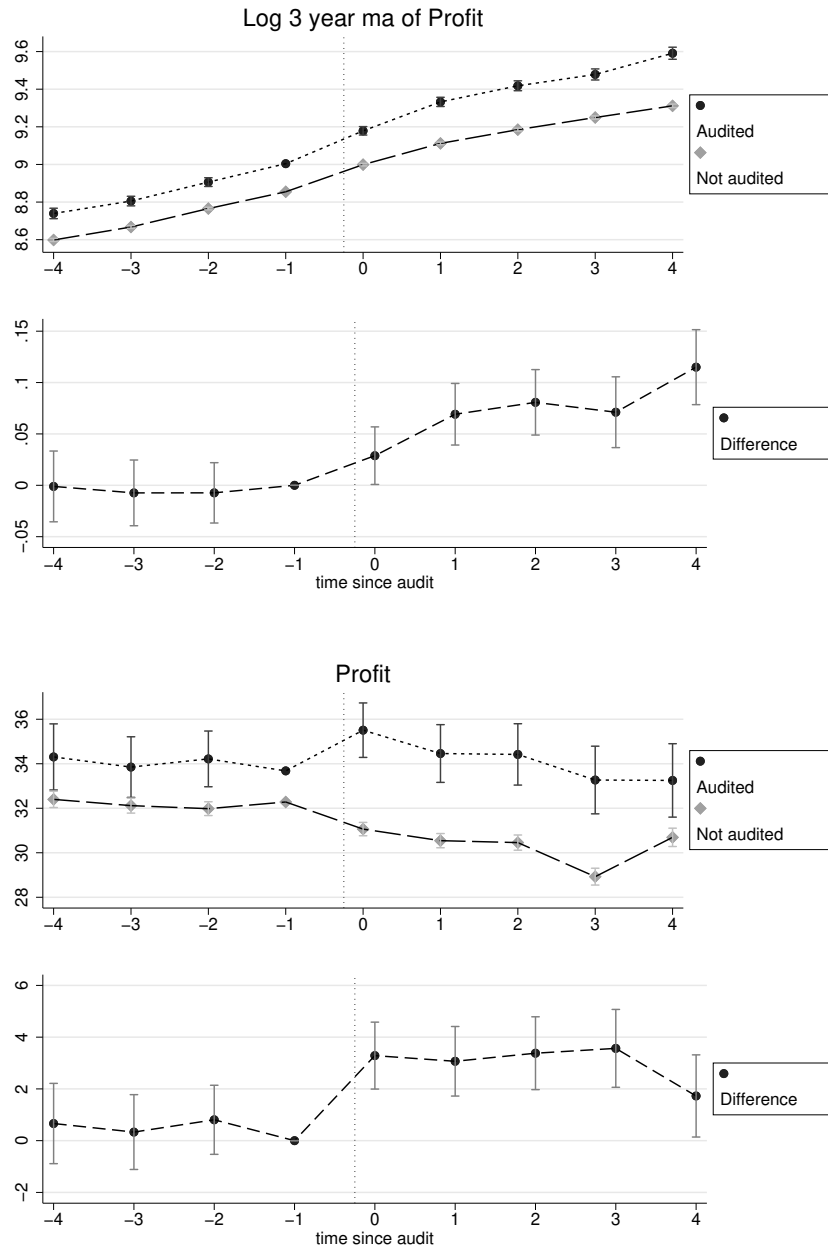 Log 3 year ma of Profit
9.6
9.4
9.2
9
8.8
8.6
−4 −3 −2 −1 0 1 2 3 4
Audited
Not audited
.15
.1
.05
0
−.05
−4 −3 −2 −1 0 1 2 3 4
time since audit
Difference
Profit
36
34
32
30
28
−4 −3 −2 −1 0 1 2 3 4
Audited
Not audited
6
4
2
0
−2
−4 −3 −2 −1 0 1 2 3 4
time since audit
Difference